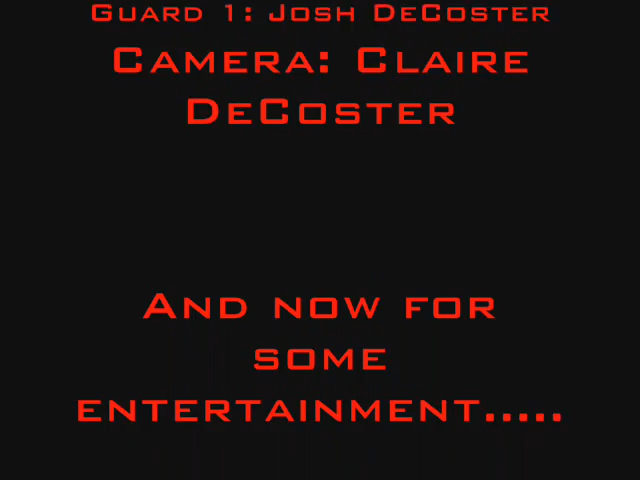 Guard 1: Josh DeCoster
Camera: Claire
DeCoster
And now for
some
entertainment.....